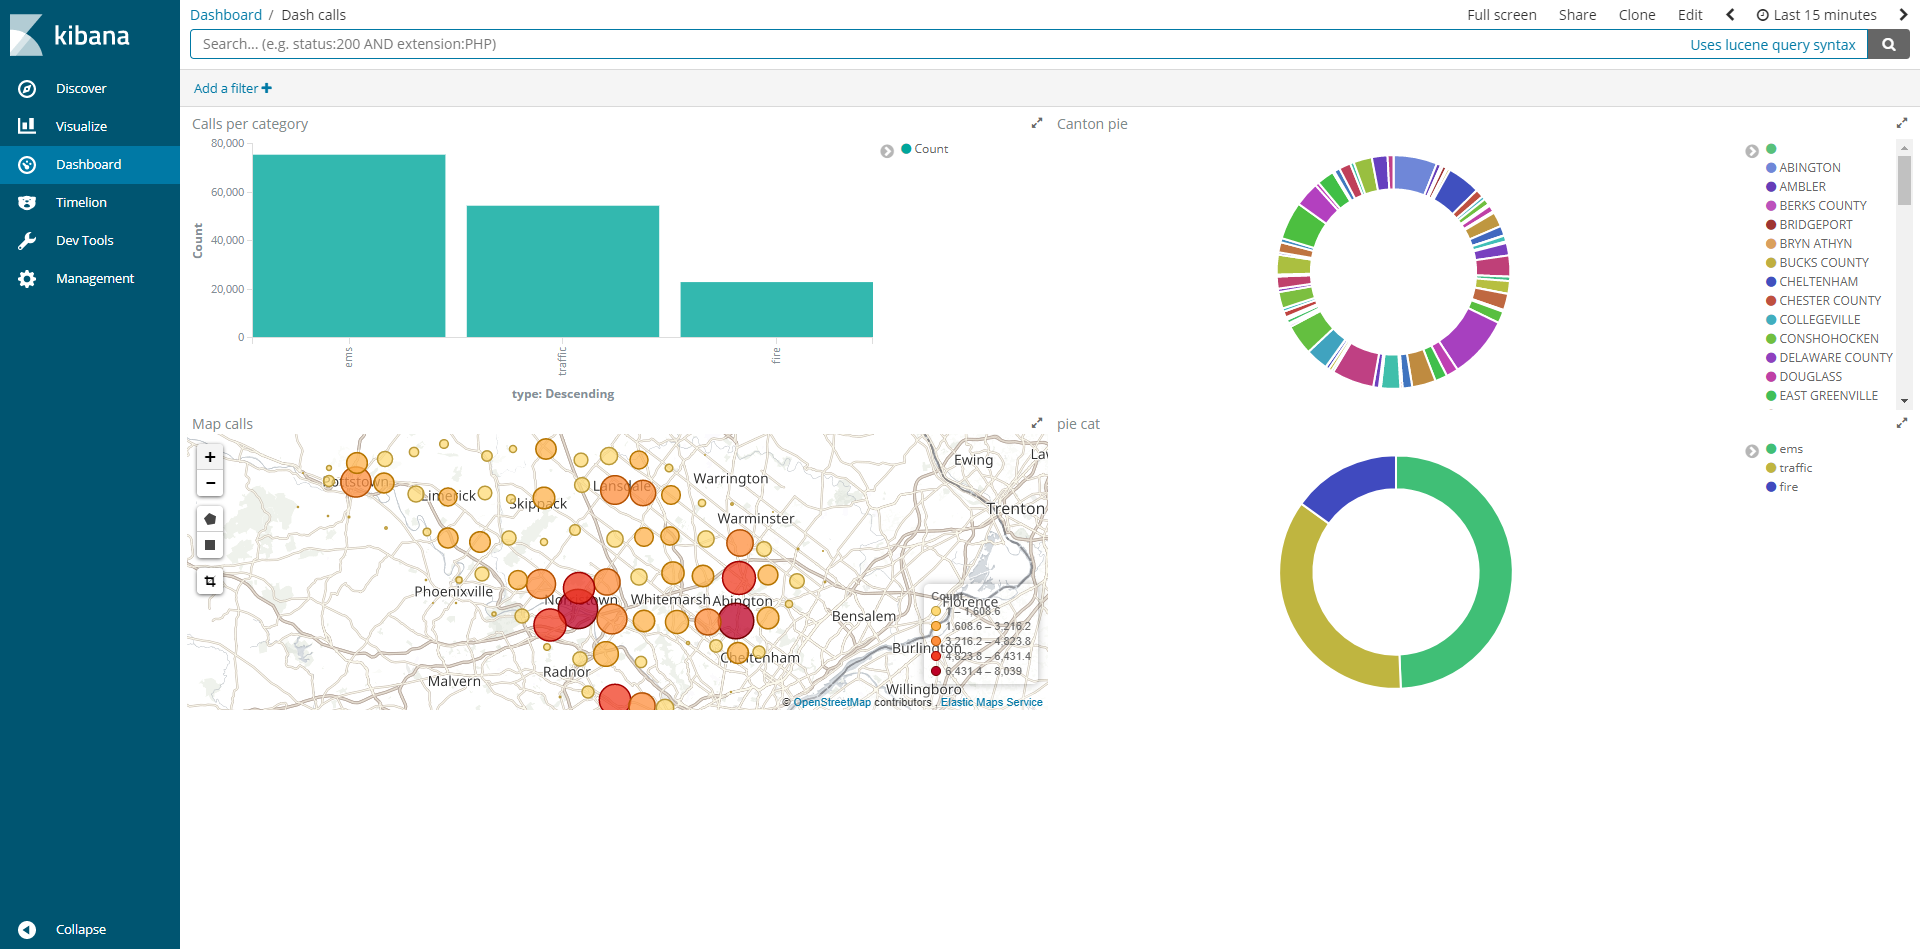 kibana
Discover
Visualize
Dashboard
Timelion
Dev Tools
Management
Collapse
Dashboard / Dash calls
Full screen Share Clone Edit Last 15 minutes
Search... (e.g. status:200 AND extension:PHP)
Uses lucene query syntax
Add a filter
Calls per category
80,000
60,000
40,000
20,000
0
Count
ems
traffic
fire
type: Descending
Count
Canton pie
ABINGTON
AMBLER
BERKS COUNTY
BRIDGEPORT
BRYN ATHYN
BUCKS COUNTY
CHELTENHAM
CHESTER COUNTY
COLLEGEVILLE
CONSHOHOCKEN
DELAWARE COUNTY
DOUGLASS
EAST GREENVILLE
Map calls
+
−
Ewing
Warrington
Pottstown
Limerick
Lansdale
Skippack
Trenton
Warminster
Phoenixville
Whitemarsh
Abington
Florence
Bensalem
Burlington
Cheltenham
Radnor
Malvern
Willingboro
Count
1 – 1,608.6
1,608.6 – 3,216.2
3,216.2 – 4,823.8
4,823.8 – 6,431.4
6,431.4 – 8,039
© OpenStreetMap contributors , Elastic Maps Service
pie cat
ems
traffic
fire